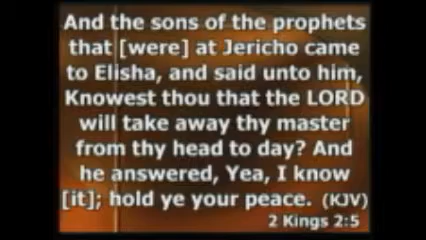 And the sons of the prophets
that [were] at Jericho came
to Elisha, and said unto him,
Knowest thou that the LORD
will take away thy master
from thy head to day? And
he answered, Yea, I know
[it]; hold ye your peace. (KJV)
2 Kings 2:5